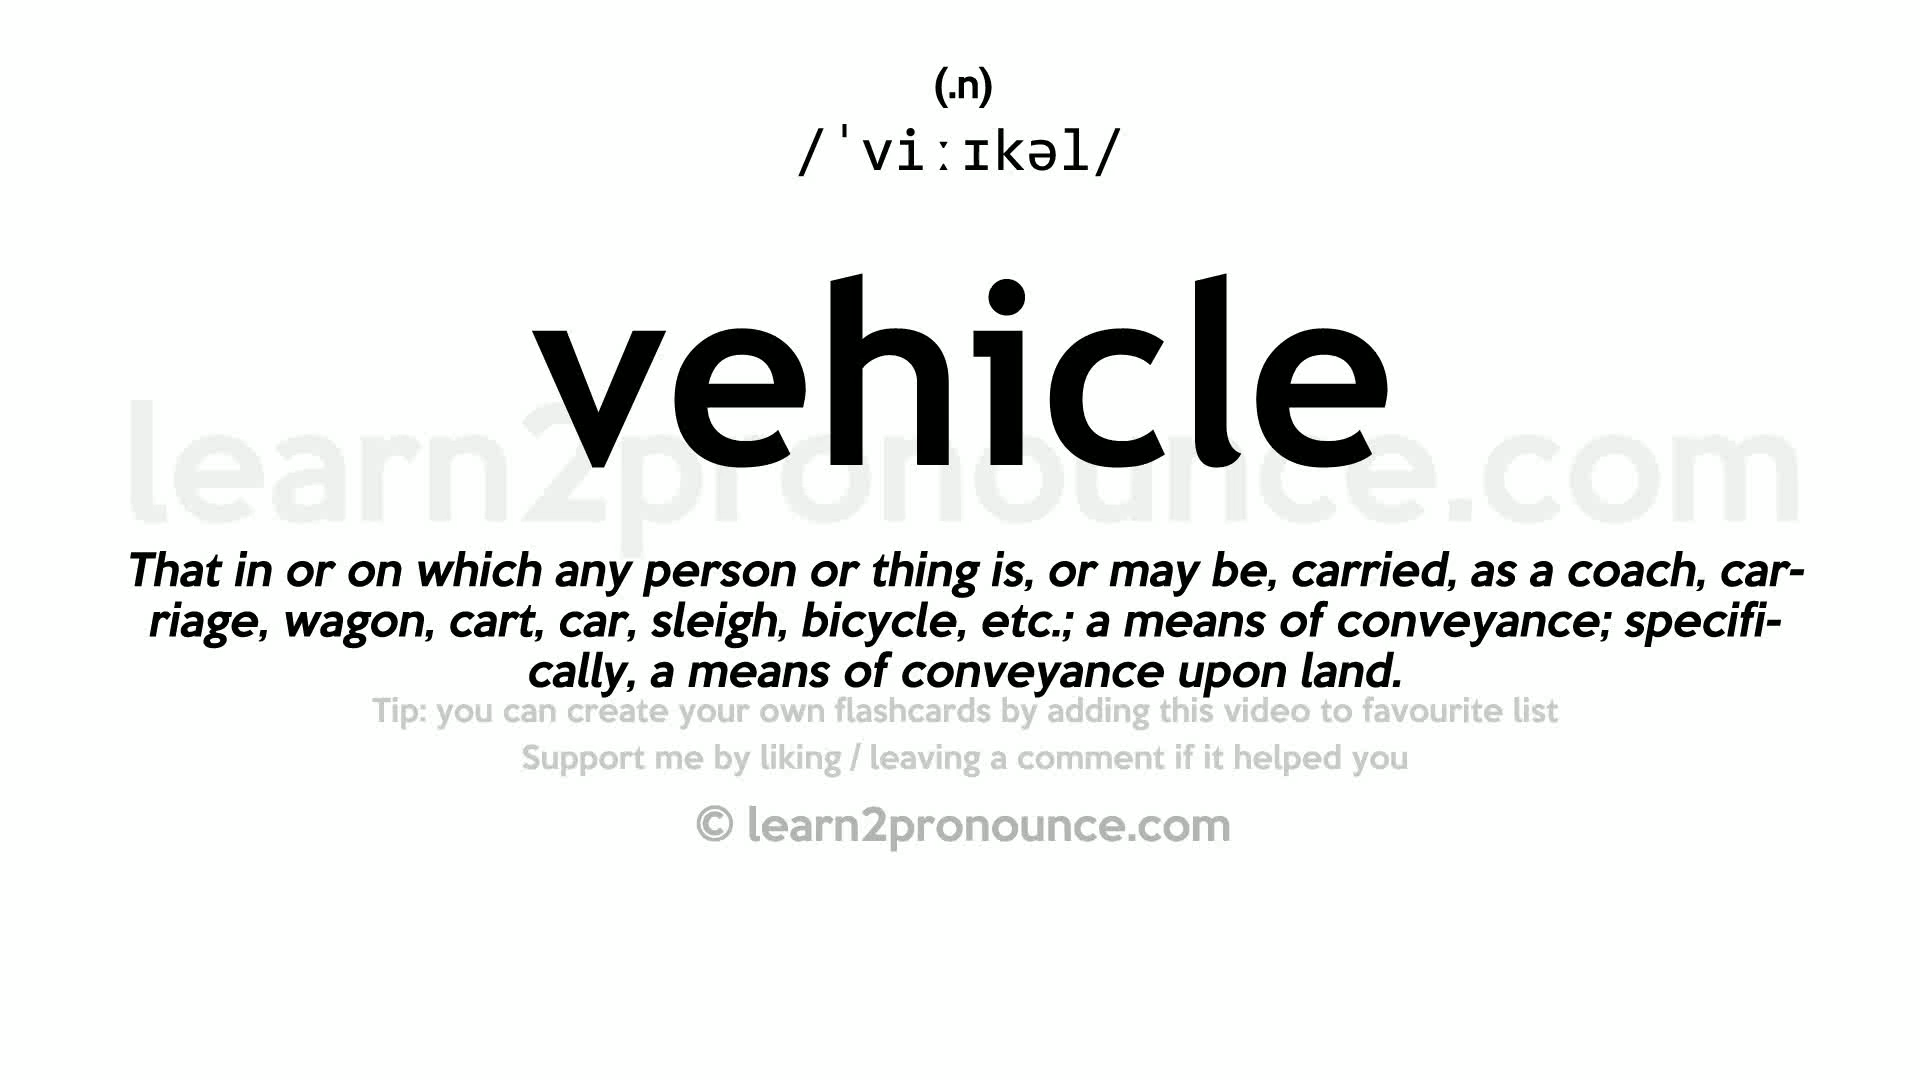 (.n)
/ˈviːɪkəl/
vehicle
learn2pronounce.com
That in or on which any person or thing is, or may be, carried, as a coach, car-
riage, wagon, cart, car, sleigh, bicycle, etc.; a means of conveyance; specifi-
cally, a means of conveyance upon land.
Tip: you can create your own flashcards by adding this video to favourite list
Support me by liking / leaving a comment if it helped you
© learn2pronounce.com